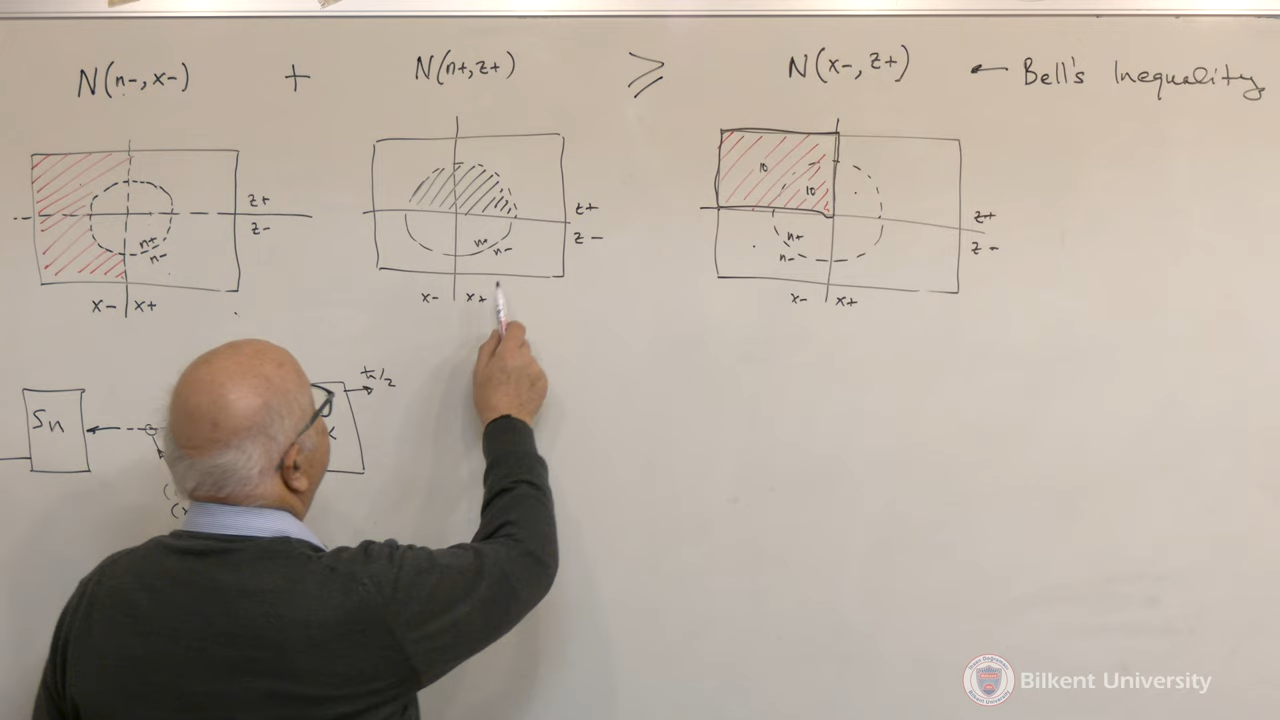 N(n-, x-) + N(n+, z+) ≥ N(x-, z+) ← Bell's Inequality
z+
z-
n+
n-
x- x+
z+
z-
n+
n-
x- x+
10
10
z+
z-
n+
n-
x- x+
Sn
ħ/2
Bilkent University